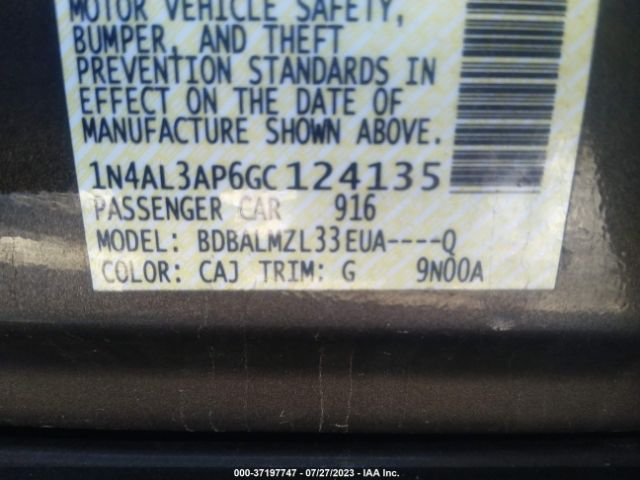 MOTOR VEHICLE SAFETY,
BUMPER, AND THEFT
PREVENTION STANDARDS IN
EFFECT ON THE DATE OF
MANUFACTURE SHOWN ABOVE.
1N4AL3AP6GC124135
PASSENGER CAR 916
MODEL: BDBALMZL33EUA----Q
COLOR: CAJ TRIM: G 9N00A
000-37197747 / 07/27/2023 - IAA Inc.